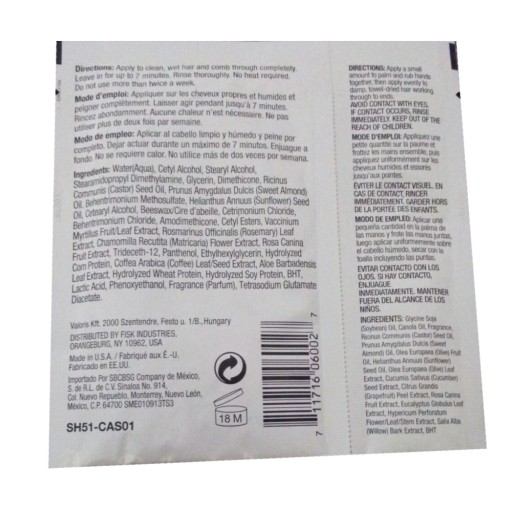 Directions: Apply to clean, wet hair and comb through completely.
Leave in for up to 7 minutes. Rinse thoroughly. No heat required.
Do not use more than twice a week.
Mode d'emploi: Appliquer sur les cheveux propres et humides et
peigner complètement. Laisser agir pendant jusqu'à 7 minutes.
Rincez abondamment. Aucune chaleur n'est nécessaire. Ne pas
utiliser plus de deux fois par semaine.
Modo de empleo: Aplicar al cabello limpio y húmedo y peine por
completo. Dejar actuar durante un máximo de 7 minutos. Enjuague a
fondo. No se requiere calor. No utilice más de dos veces por semana.
Ingredients: Water(Aqua), Cetyl Alcohol, Stearyl Alcohol,
Stearamidopropyl Dimethylamine, Glycerin, Dimethicone, Ricinus
Communis (Castor) Seed Oil, Prunus Amygdalus Dulcis (Sweet Almond)
Oil, Behentrimonium Methosulfate, Helianthus Annuus (Sunflower) Seed
Oil, Cetearyl Alcohol, Beeswax/Cire d'abeille, Cetrimonium Chloride,
Behentrimonium Chloride, Amodimethicone, Cetyl Esters, Vaccinium
Myrtillus Fruit/Leaf Extract, Rosmarinus Officinalis (Rosemary) Leaf
Extract, Chamomilla Recutita (Matricaria) Flower Extract, Rosa Canina
Fruit Extract, Trideceth-12, Panthenol, Ethylhexylglycerin, Hydrolyzed
Corn Protein, Coffea Arabica (Coffee) Leaf/Seed Extract, Aloe Barbadensis
Leaf Extract, Hydrolyzed Wheat Protein, Hydrolyzed Soy Protein, BHT,
Lactic Acid, Phenoxyethanol, Fragrance (Parfum), Tetrasodium Glutamate
Diacetate.
Valoris Kft. 2000 Szentendre, Festo u. 1/B., Hungary
DISTRIBUTED BY FISK INDUSTRIES.
ORANGEBURG, NY 10962, USA
Made in U.S.A. / Fabriqué aux É.-U.
Fabricado en EE.UU.
Importado Por SBCBSG Company de México,
S. de R.L. de C.V. Sinaloa No. 914,
Col. Nuevo Repueblo, Monterrey, Nuevo León,
México, C.P. 64700 SME010913TS3
SH51-CAS01
18 M
7 11716 06002 7
DIRECTIONS: Apply a small
amount to palm and rub hands
together, then apply evenly to
damp, towel-dried hair working
through to ends.
AVOID CONTACT WITH EYES.
IF CONTACT OCCURS, RINSE
IMMEDIATELY. KEEP OUT OF THE
REACH OF CHILDREN.
MODE D'EMPLOI: Appliquez une
petite quantité sur la paume et
frottez les mains ensemble, puis
appliquez uniformément sur les
cheveux humides et essorés
jusqu'aux pointes.
ÉVITER LE CONTACT VISUEL. EN
CAS DE CONTACT, RINCER
IMMÉDIATEMENT. GARDER HORS
DE LA PORTÉE DES ENFANTS.
MODO DE EMPLEO: Aplicar una
pequeña cantidad en la palma de
las manos y frote las manos juntas,
luego aplicar uniformemente sobre
el cabello húmedo, secar con la
toalla incluyendo las puntas.
EVITAR CONTACTO CON LOS
OJOS. SI HAY CONTACTO,
ENJUAGUE
INMEDIATAMENTE. MANTENER
FUERA DEL ALCANCE DE LOS
NIÑOS.
INGREDIENTS: Glycine Soja
(Soybean) Oil, Canola Oil, Fragrance,
Ricinus Communis (Castor) Seed Oil,
Prunus Amygdalus Dulcis (Sweet
Almond) Oil, Olea Europaea (Olive) Fruit
Oil, Helianthus Annuus (Sunflower)
Seed Oil, Olea Europaea (Olive) Leaf
Extract, Cucumis Sativus (Cucumber)
Seed Extract, Citrus Grandis
(Grapefruit) Peel Extract, Rosa Canina
Fruit Extract, Eucalyptus Globulus Leaf
Extract, Hypericum Perforatum
Flower/Leaf/Stem Extract, Salix Alba
(Willow) Bark Extract, BHT